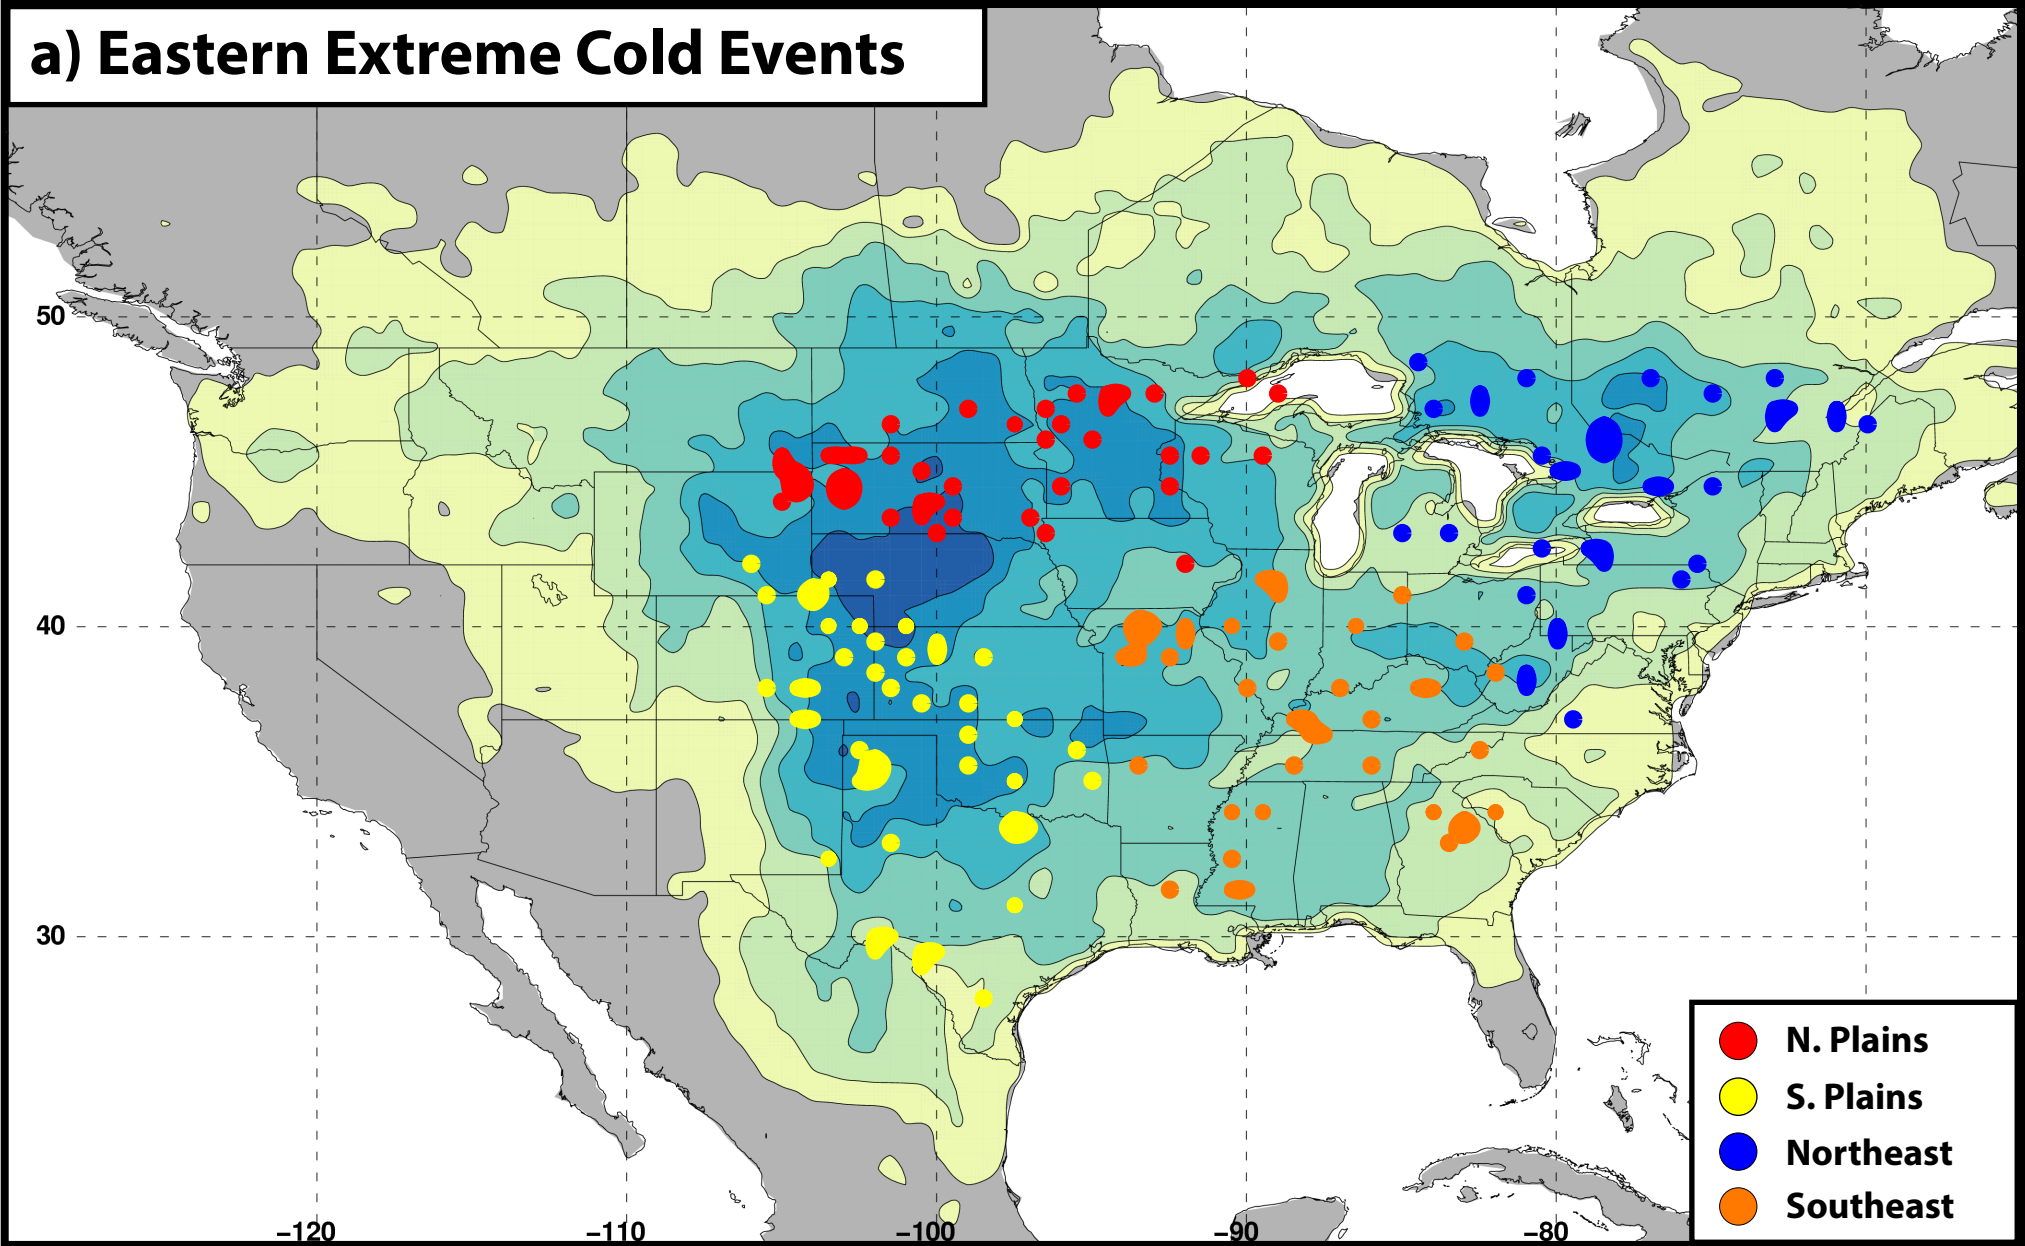 a) Eastern Extreme Cold Events
50
40
30
−120
−110
−100
−90
−80
N. Plains
S. Plains
Northeast
Southeast